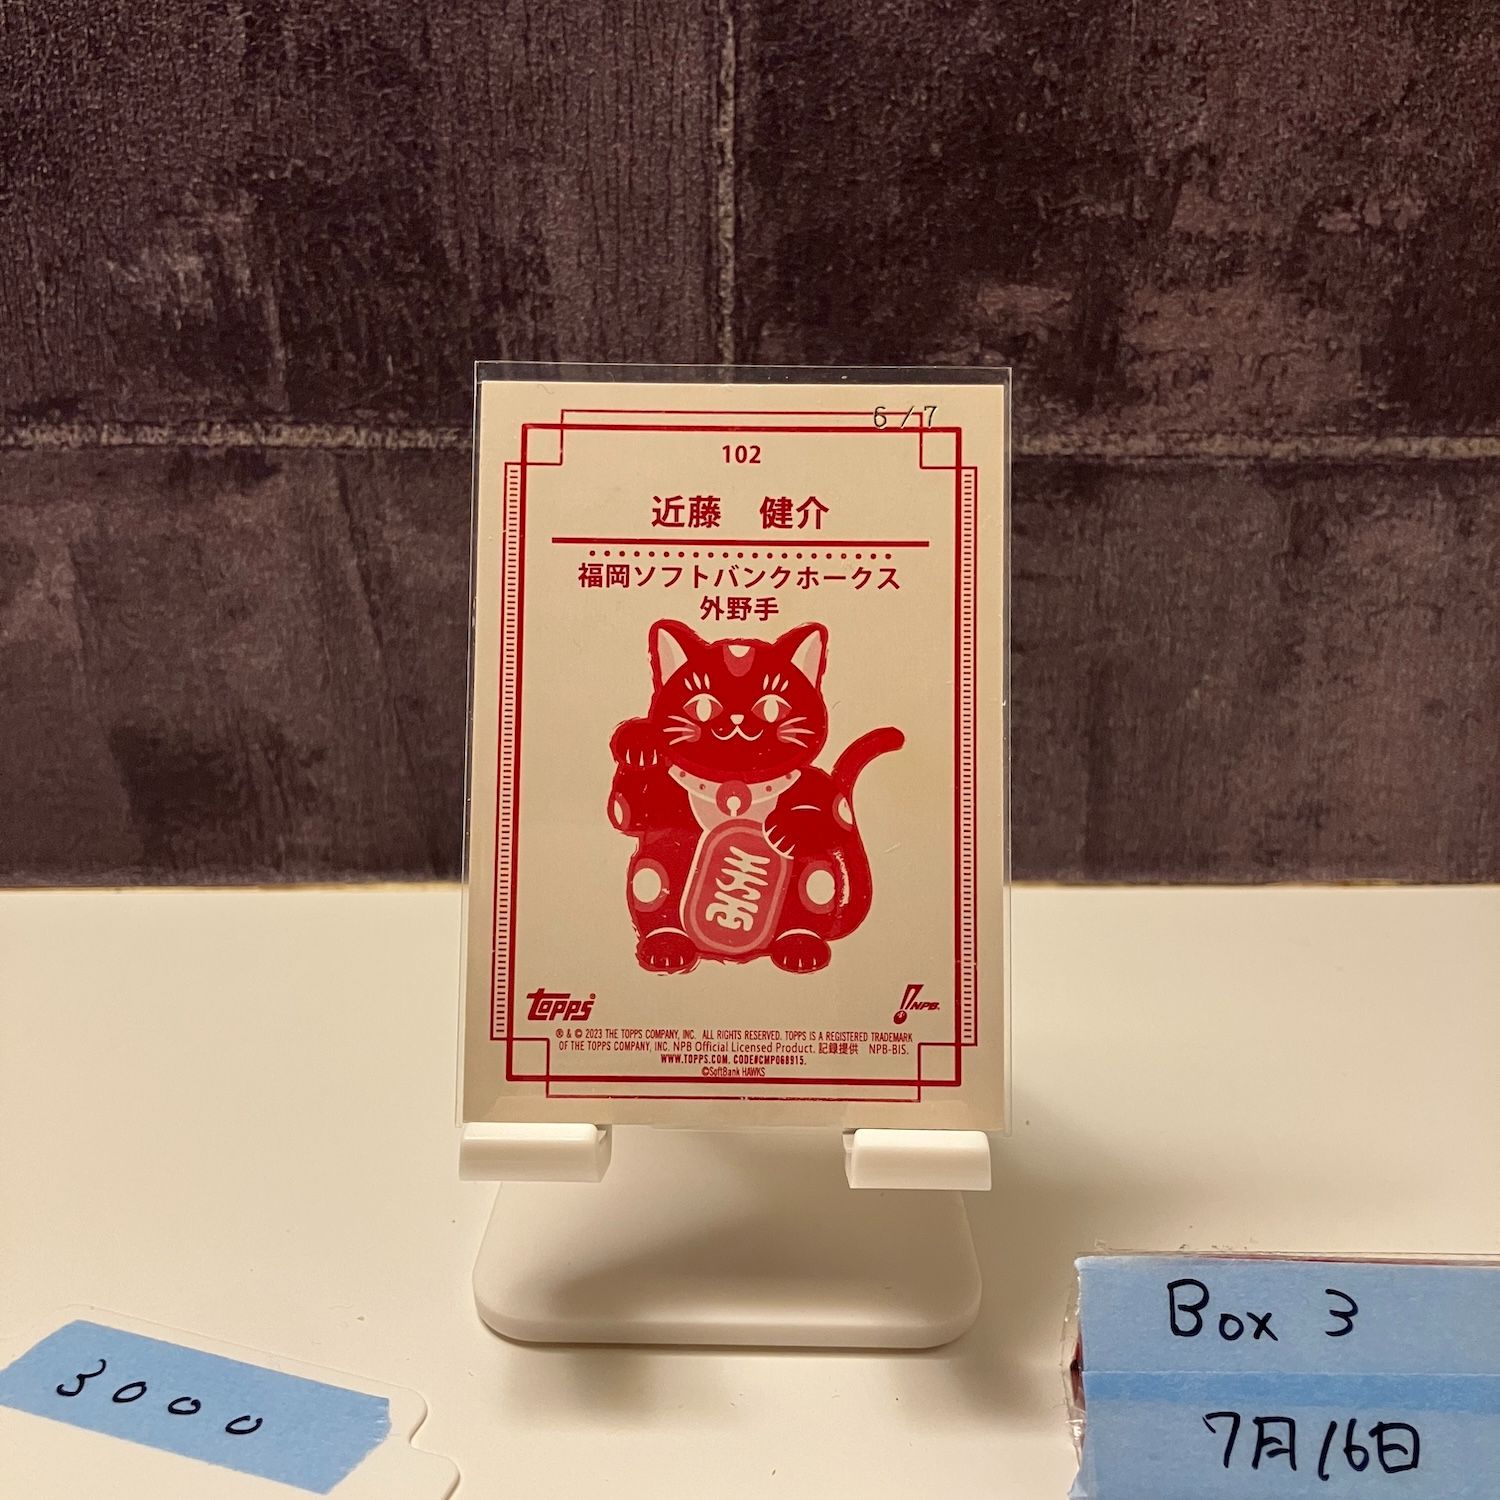 6/7
102
近藤　健介
福岡ソフトバンクホークス
外野手
topps®
NPB.
® & © 2023 THE TOPPS COMPANY, INC. ALL RIGHTS RESERVED. TOPPS IS A REGISTERED TRADEMARK
OF THE TOPPS COMPANY, INC. NPB Official Licensed Product. 記録提供 NPB-BIS.
WWW.TOPPS.COM. CODE#CMP068915.
©SoftBank HAWKS
3000
Box 3
7月16日